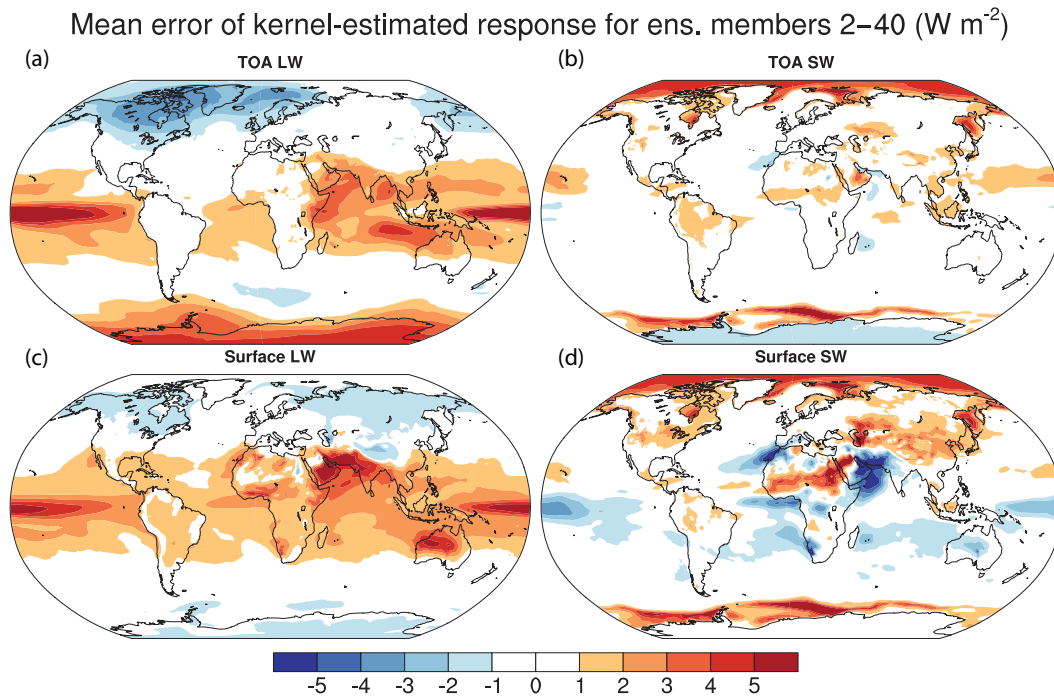 Mean error of kernel-estimated response for ens. members 2–40 (W m⁻²)
(a)
TOA LW
(b)
TOA SW
(c)
Surface LW
(d)
Surface SW
-5 -4 -3 -2 -1 0 1 2 3 4 5